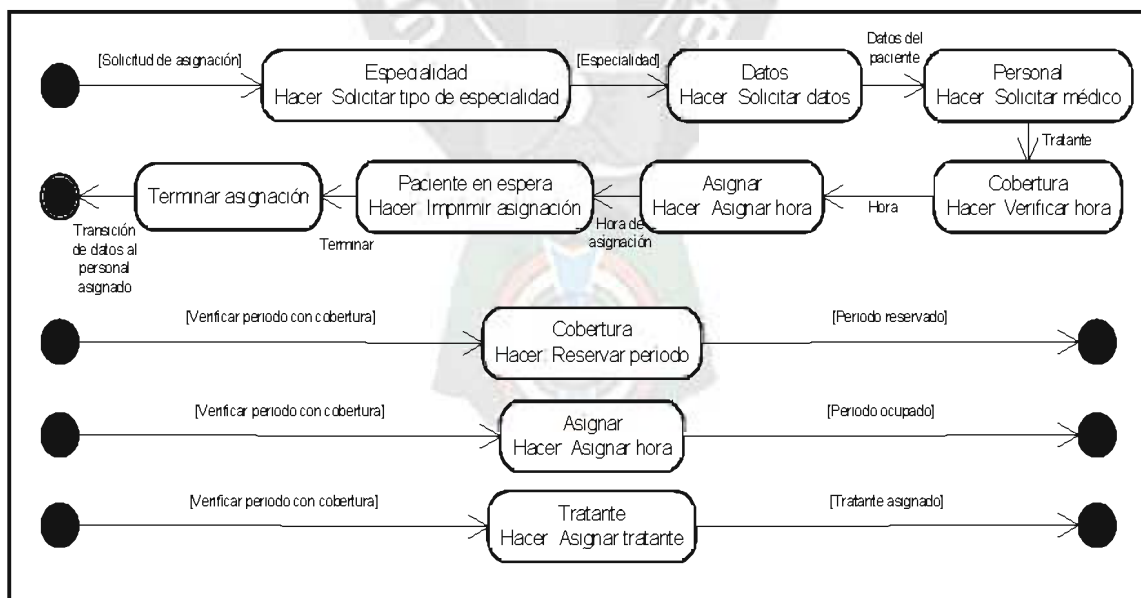 [Solicitud de asignación]
Especialidad
Hacer Solicitar tipo de especialidad
[Especialidad]
Datos
Hacer Solicitar datos
Datos del
paciente
Personal
Hacer Solicitar médico
Tratante
Cobertura
Hacer Verificar hora
Hora
Asignar
Hacer Asignar hora
Hora de
asignación
Paciente en espera
Hacer Imprimir asignación
Terminar
Terminar asignación
Transición
de datos al
personal
asignado
[Verificar periodo con cobertura]
Cobertura
Hacer Reservar periodo
[Periodo reservado]
[Verificar periodo con cobertura]
Asignar
Hacer Asignar hora
[Periodo ocupado]
[Verificar periodo con cobertura]
Tratante
Hacer Asignar tratante
[Tratante asignado]